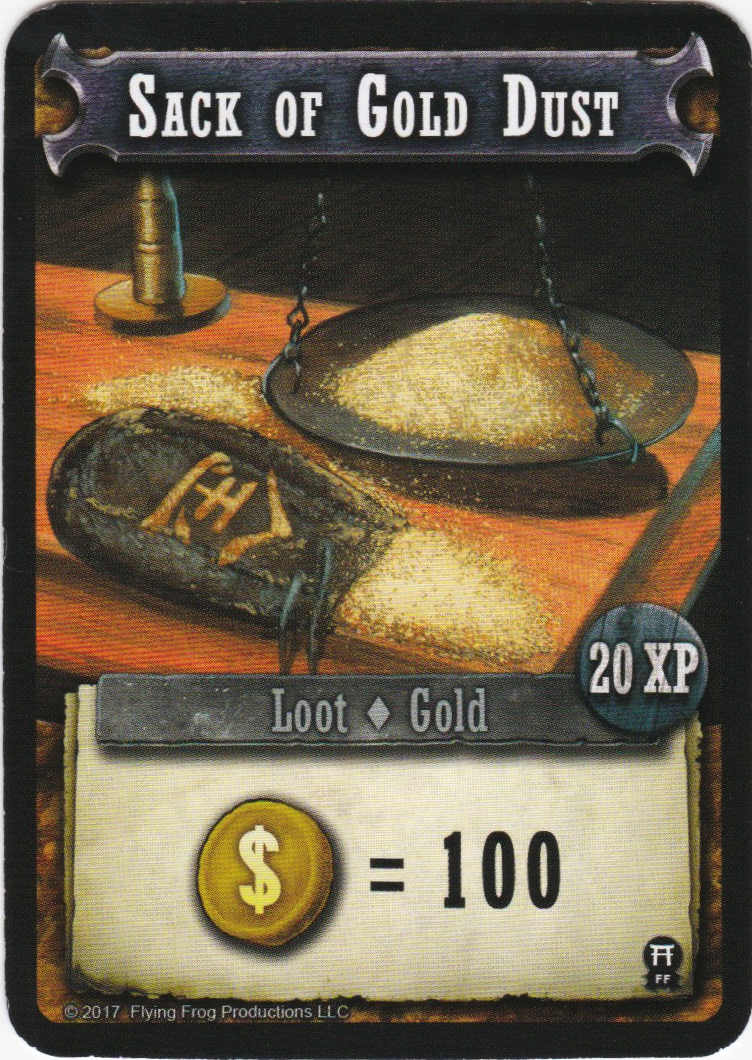 Sack of Gold Dust
20 XP
Loot ♦ Gold
$ = 100
FF
© 2017 Flying Frog Productions LLC